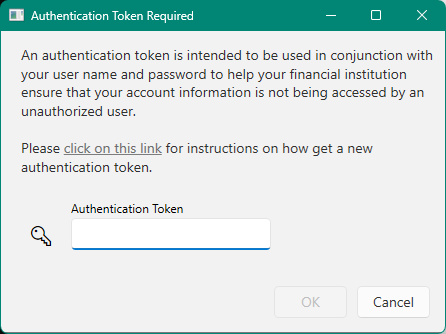 Authentication Token Required
An authentication token is intended to be used in conjunction with
your user name and password to help your financial institution
ensure that your account information is not being accessed by an
unauthorized user.
Please click on this link for instructions on how get a new
authentication token.
Authentication Token
OK
Cancel